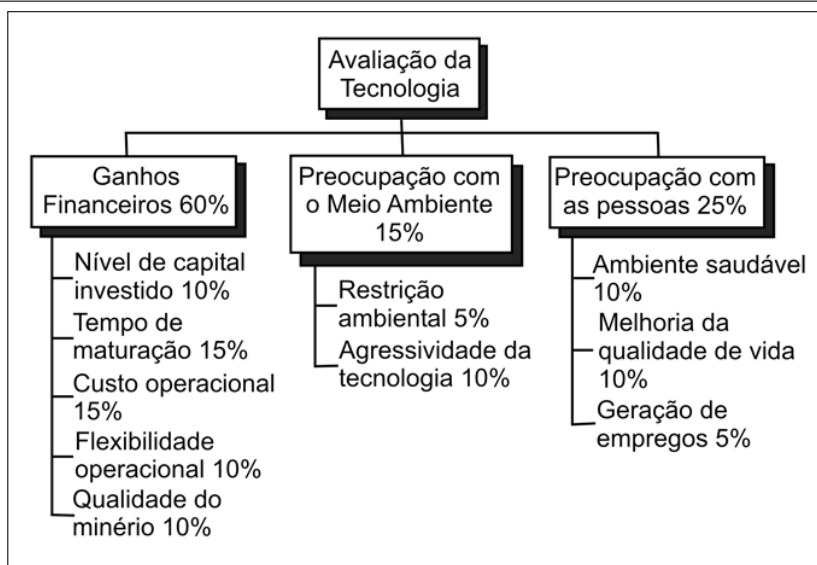 Avaliação da
Tecnologia
Ganhos
Financeiros 60%
Nível de capital
investido 10%
Tempo de
maturação 15%
Custo operacional
15%
Flexibilidade
operacional 10%
Qualidade do
minério 10%
Preocupação com
o Meio Ambiente
15%
Restrição
ambiental 5%
Agressividade da
tecnologia 10%
Preocupação com
as pessoas 25%
Ambiente saudável
10%
Melhoria da
qualidade de vida
10%
Geração de
empregos 5%